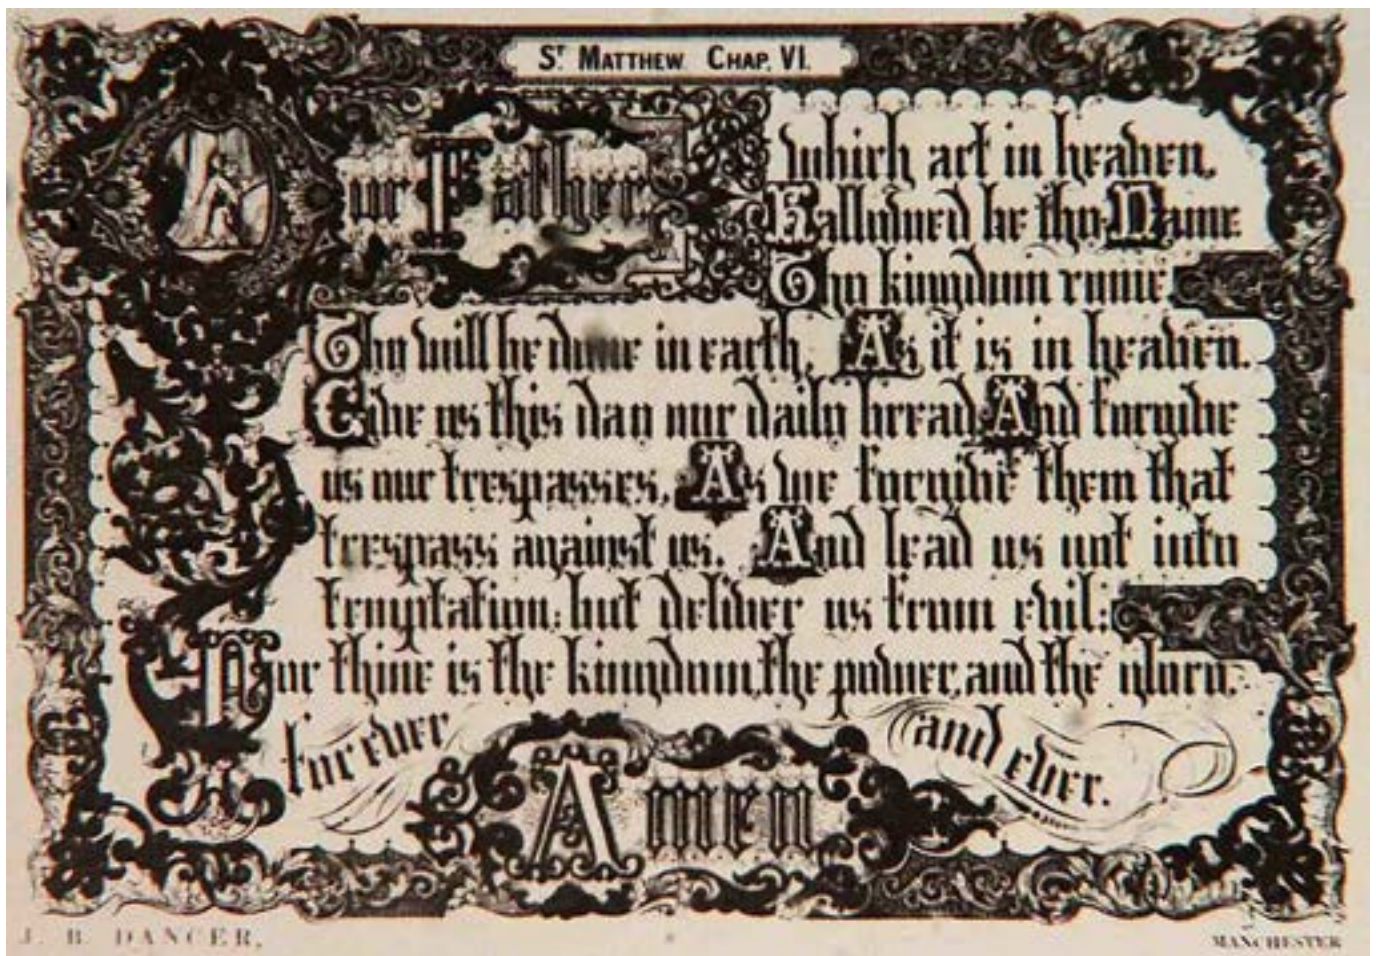 St. MATTHEW. CHAP. VI.
Our Father,
which art in heaven,
Hallowed be thy Name
Thy kingdom come,
Thy will be done in earth, As it is in heaven.
Give us this day our daily bread And forgive
us our trespasses, As we forgive them that
trespass against us. And lead us not into
temptation; but deliver us from evil:
For thine is the kingdom, the power, and the glory,
for ever and ever.
Amen
J. B. DANCER,
MANCHESTER